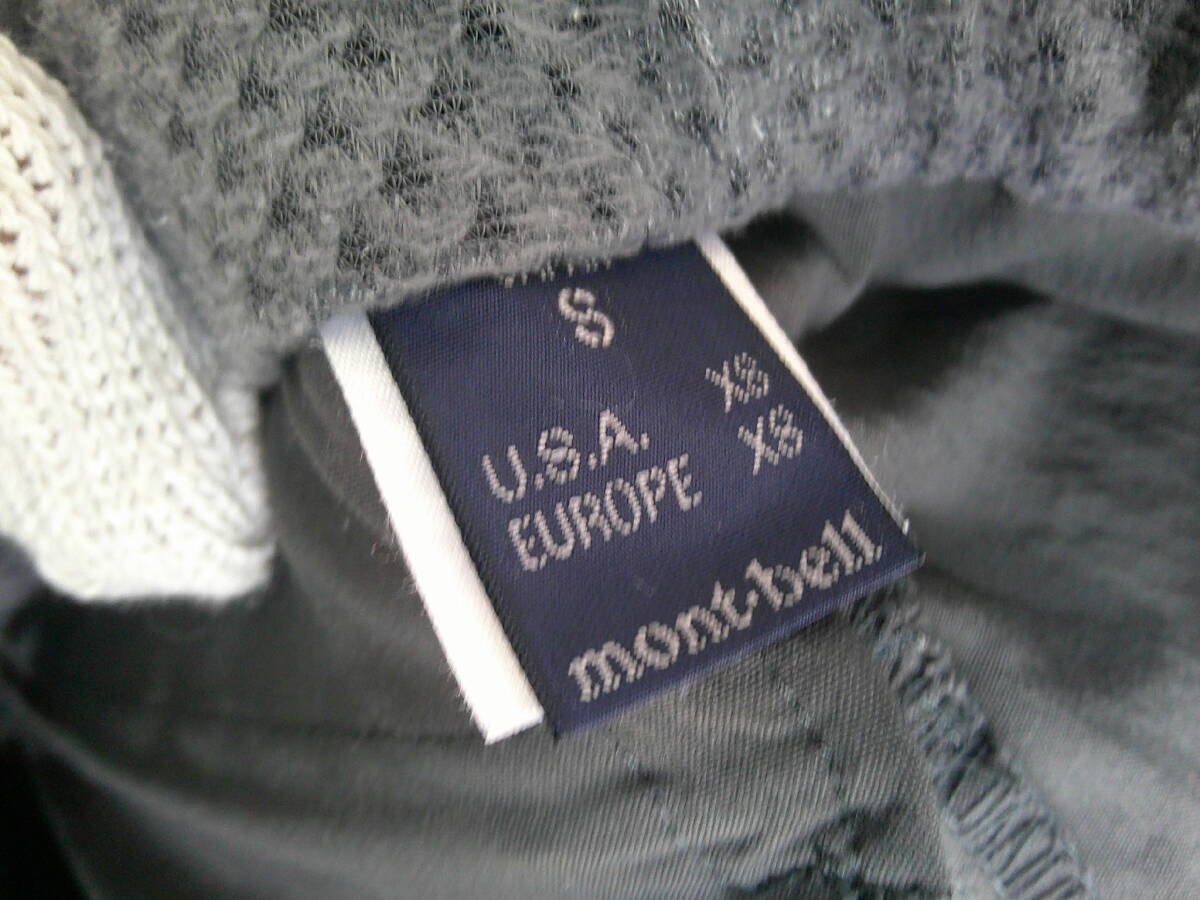 S
U.S.A. XS
EUROPE XS
mont-bell